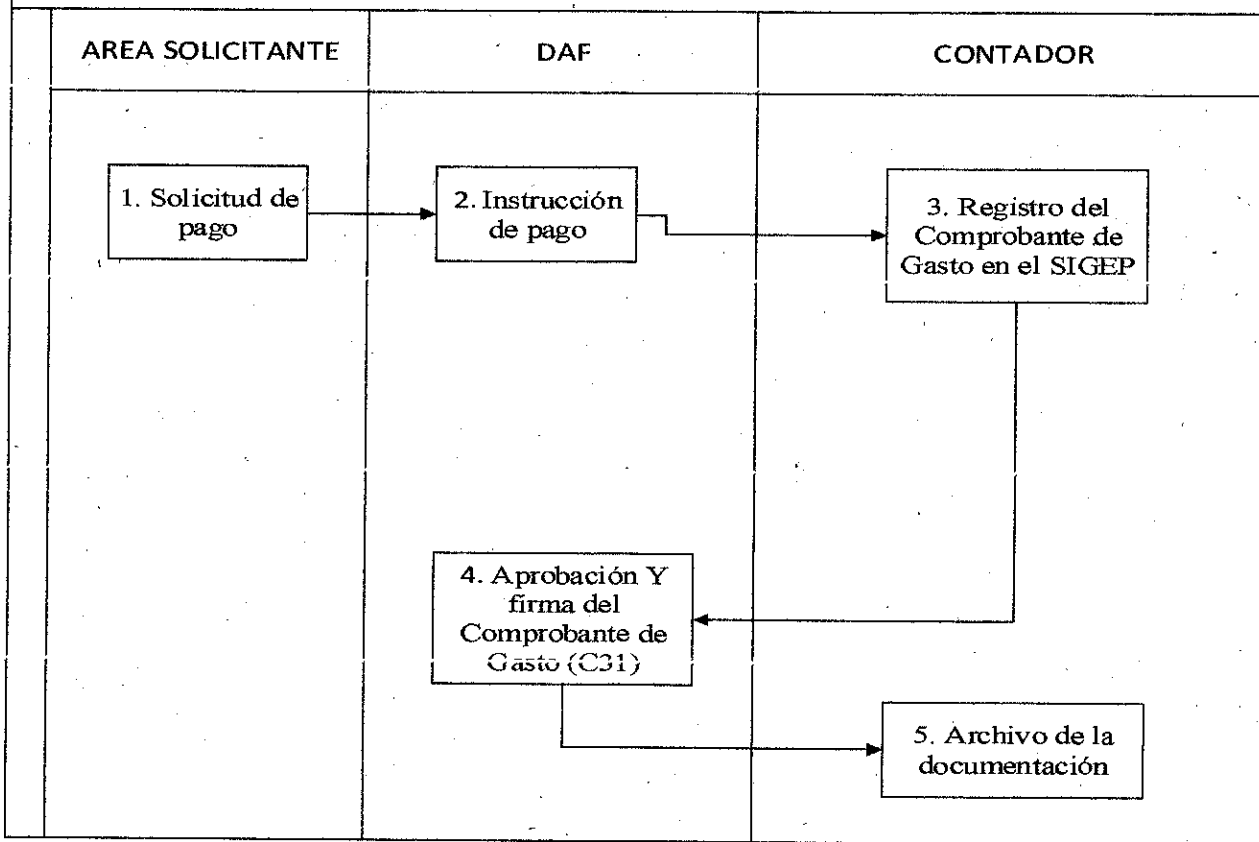 AREA SOLICITANTE
DAF
CONTADOR
1. Solicitud de
pago
2. Instrucción
de pago
3. Registro del
Comprobante de
Gasto en el SIGEP
4. Aprobación Y
firma del
Comprobante de
Gasto (C31)
5. Archivo de la
documentación